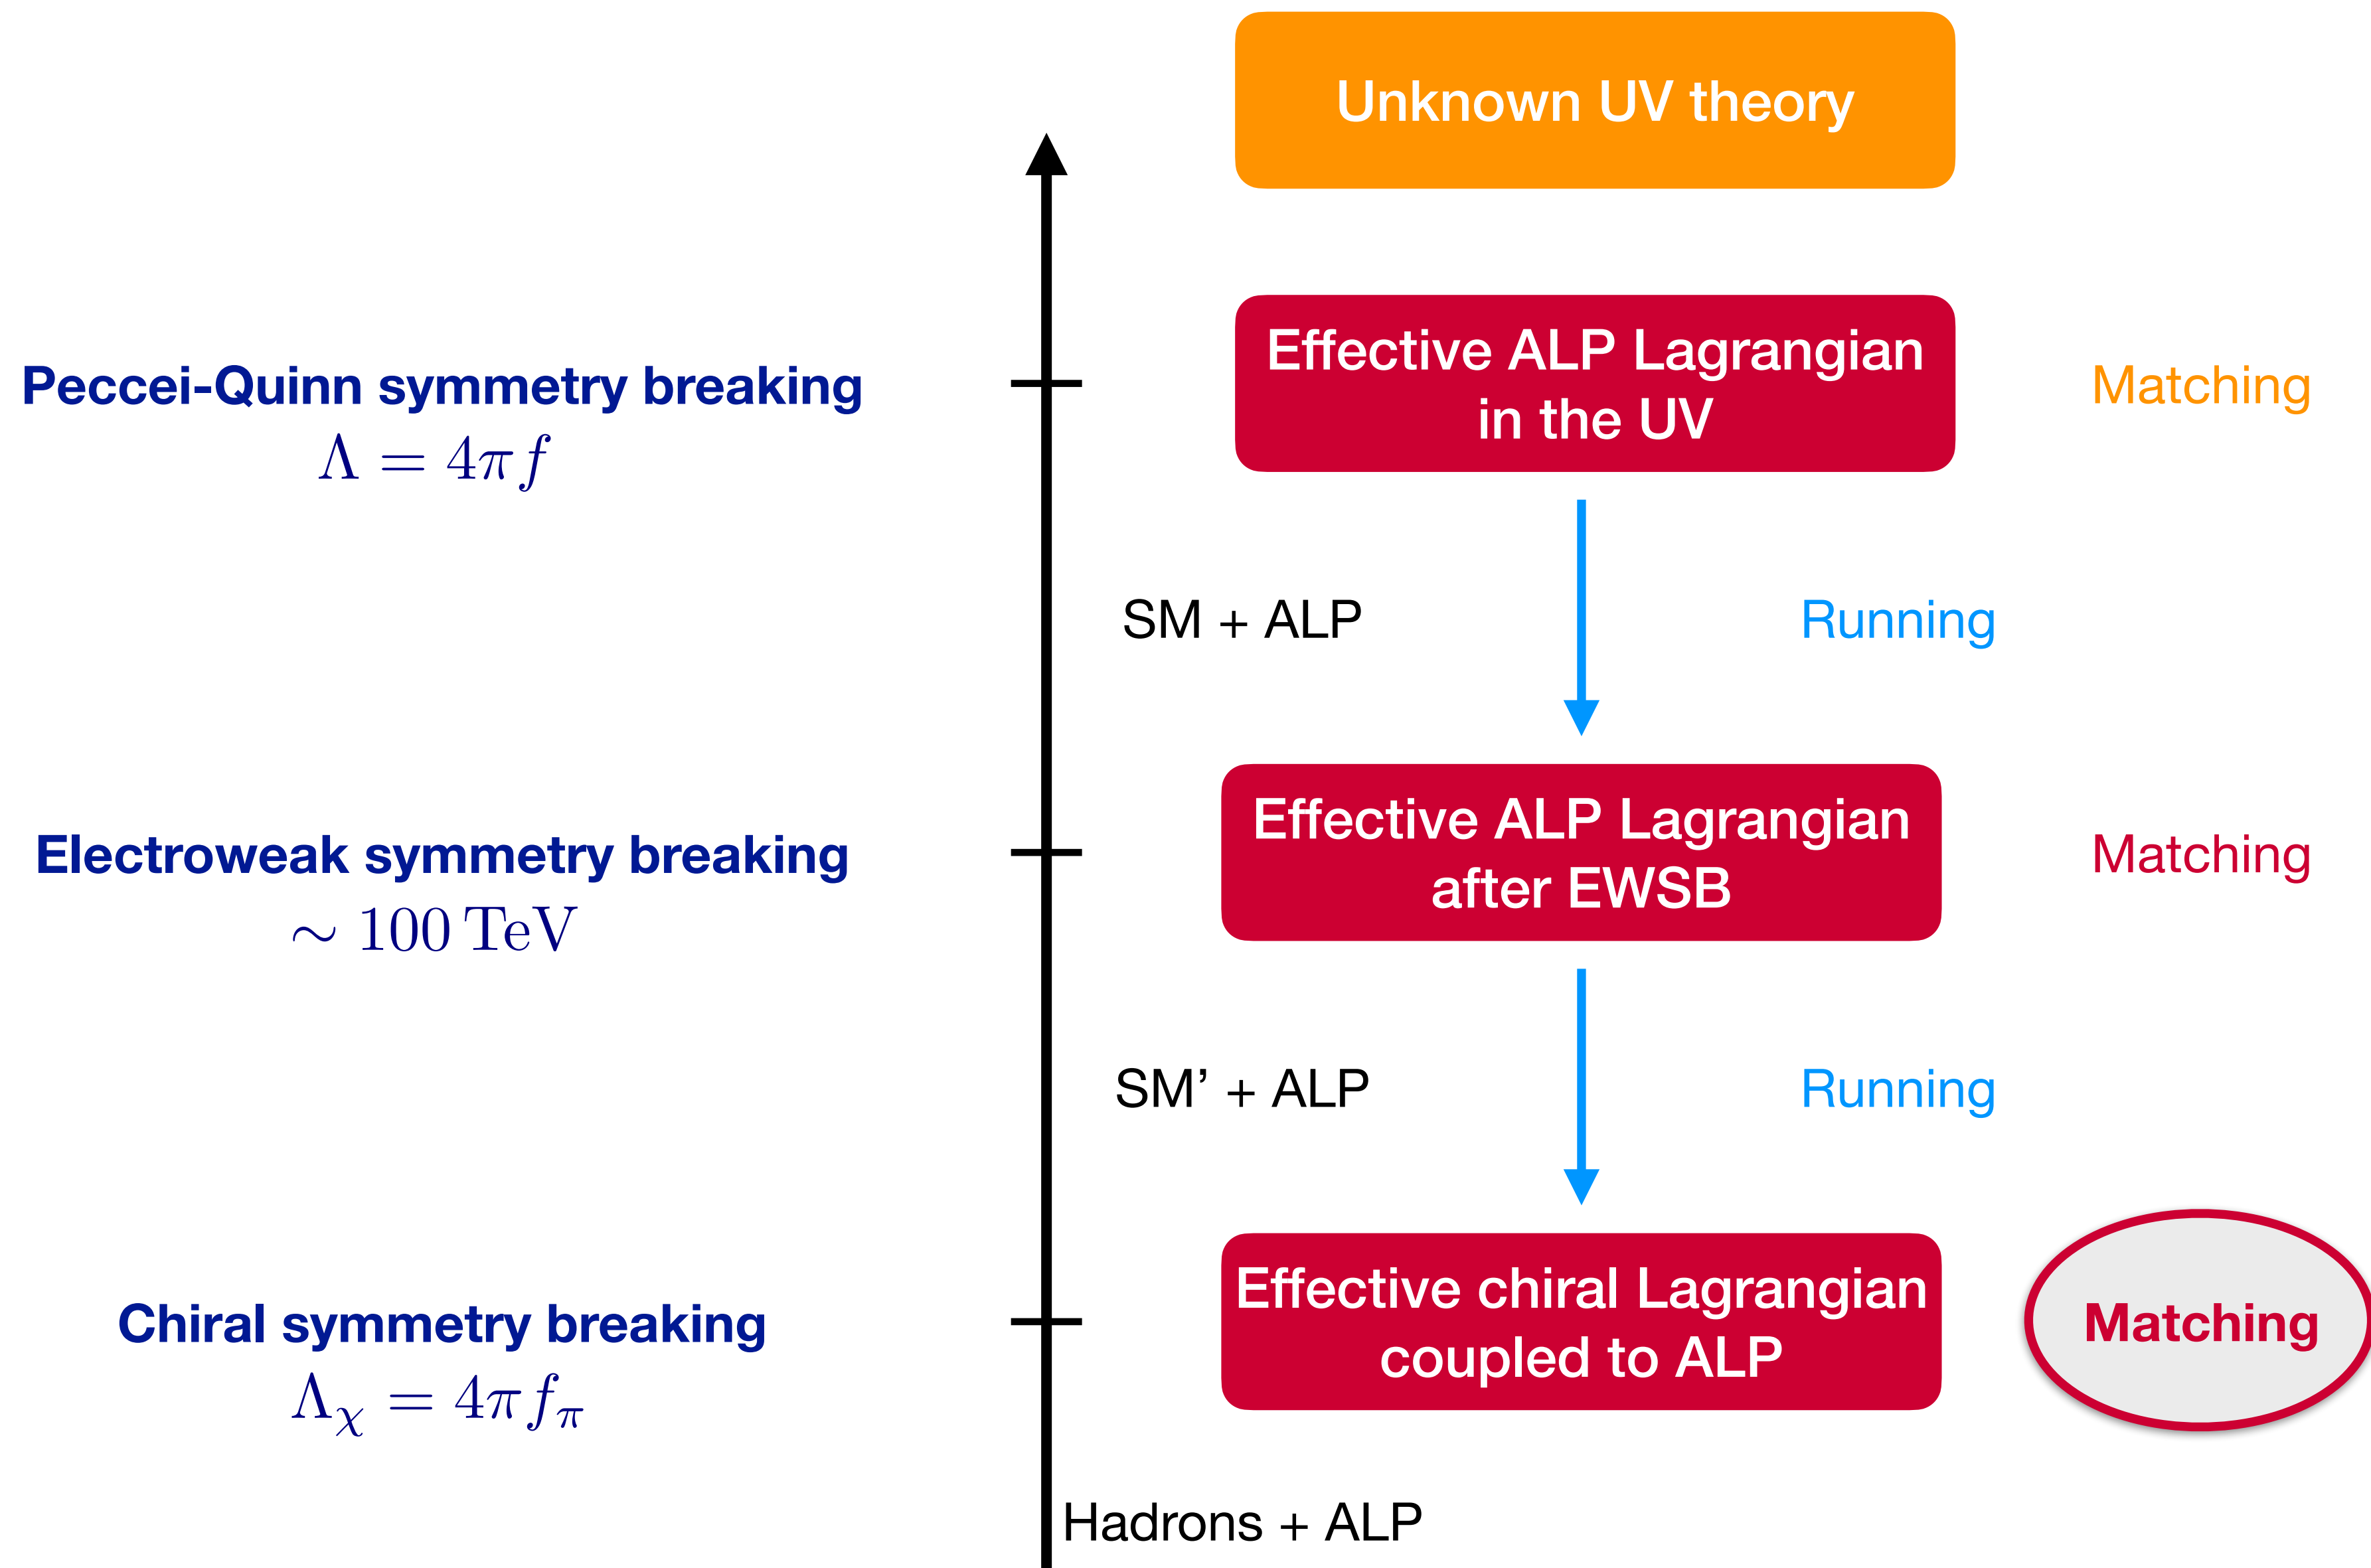 Unknown UV theory
Peccei-Quinn symmetry breaking
Λ = 4πf
Effective ALP Lagrangian
in the UV
Matching
SM + ALP
Running
Electroweak symmetry breaking
∼ 100 TeV
Effective ALP Lagrangian
after EWSB
Matching
SM’ + ALP
Running
Chiral symmetry breaking
Λχ = 4πfπ
Effective chiral Lagrangian
coupled to ALP
Matching
Hadrons + ALP